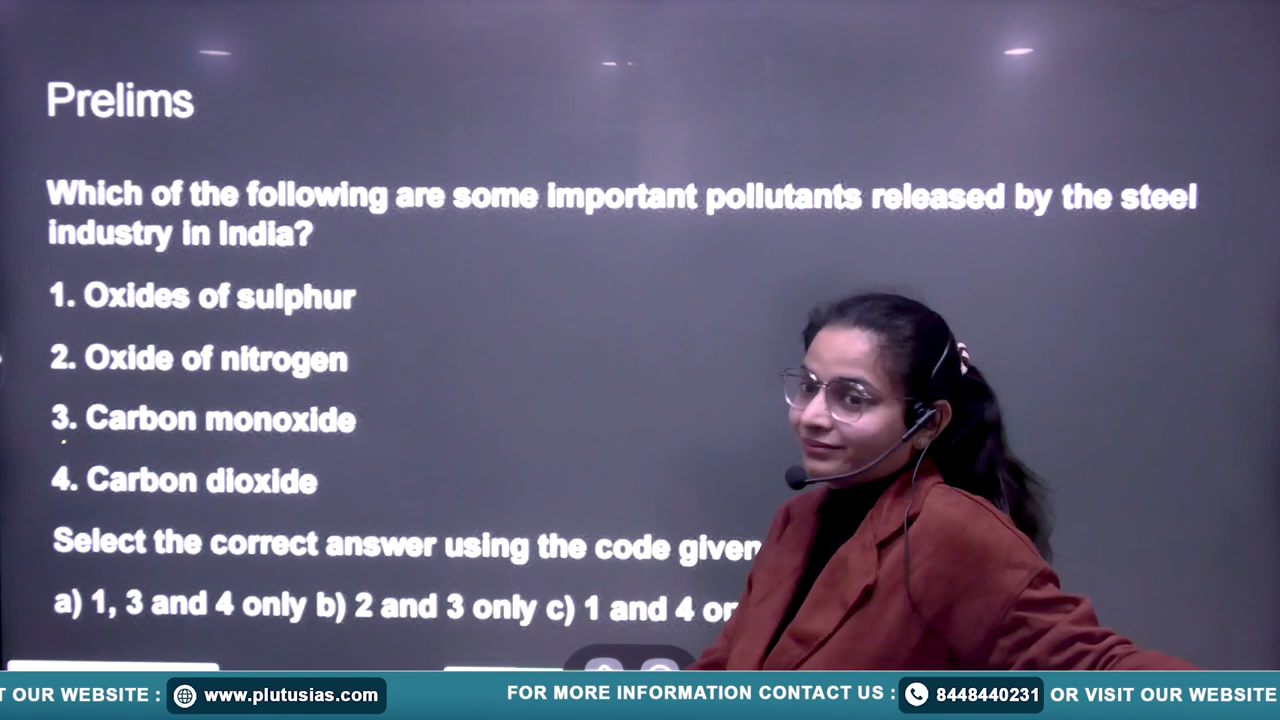 Prelims
Which of the following are some important pollutants released by the steel
industry in India?
1. Oxides of sulphur
2. Oxide of nitrogen
3. Carbon monoxide
4. Carbon dioxide
Select the correct answer using the code given
a) 1, 3 and 4 only b) 2 and 3 only c) 1 and 4
T OUR WEBSITE : www.plutusias.com FOR MORE INFORMATION CONTACT US : 8448440231 OR VISIT OUR WEBSITE